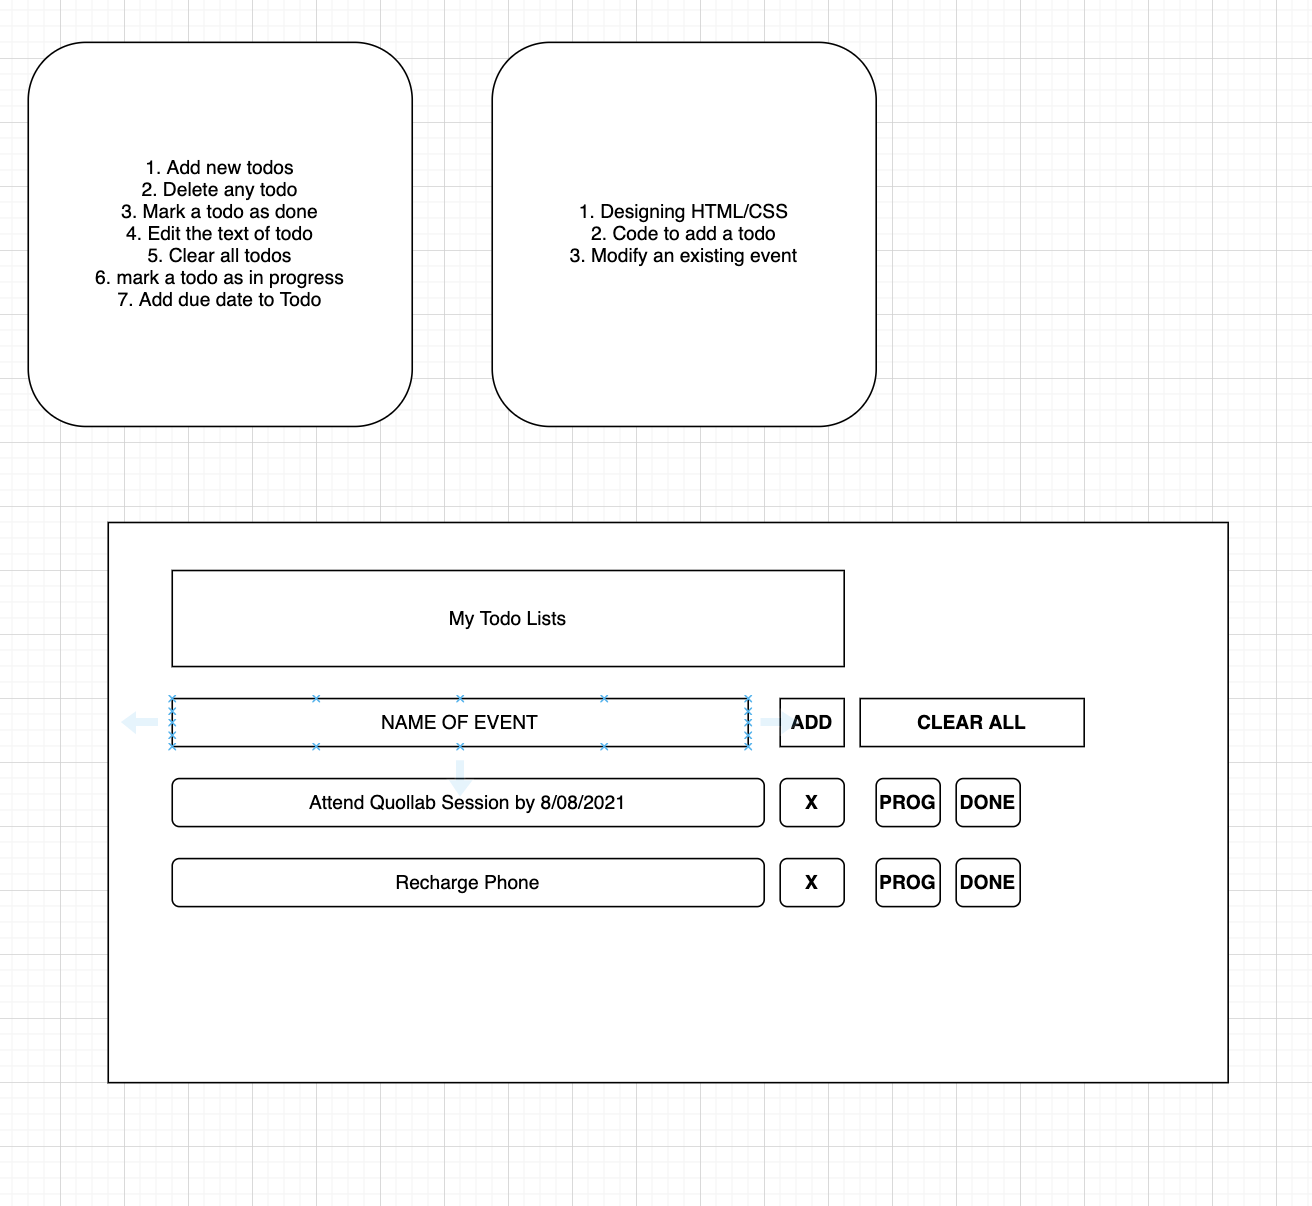 1. Add new todos
2. Delete any todo
3. Mark a todo as done
4. Edit the text of todo
5. Clear all todos
6. mark a todo as in progress
7. Add due date to Todo
1. Designing HTML/CSS
2. Code to add a todo
3. Modify an existing event
My Todo Lists
NAME OF EVENT ADD CLEAR ALL
Attend Quollab Session by 8/08/2021 X PROG DONE
Recharge Phone X PROG DONE